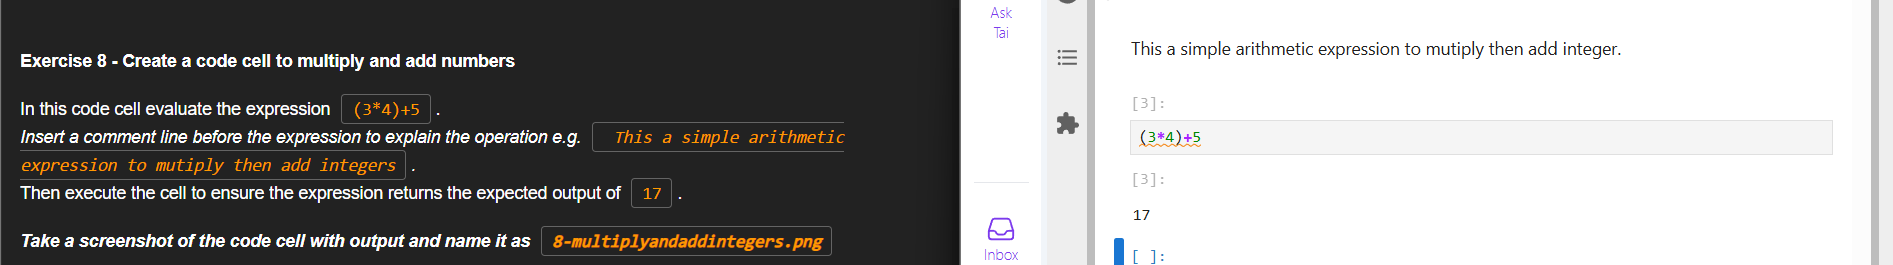 Exercise 8 - Create a code cell to multiply and add numbers
In this code cell evaluate the expression (3*4)+5 .
Insert a comment line before the expression to explain the operation e.g. This a simple arithmetic
expression to mutiply then add integers .
Then execute the cell to ensure the expression returns the expected output of 17 .
Take a screenshot of the code cell with output and name it as 8-multiplyandaddintegers.png
Ask
Tai
Inbox
This a simple arithmetic expression to mutiply then add integer.
[3]:
(3*4)+5
[3]:
17
[ ]: